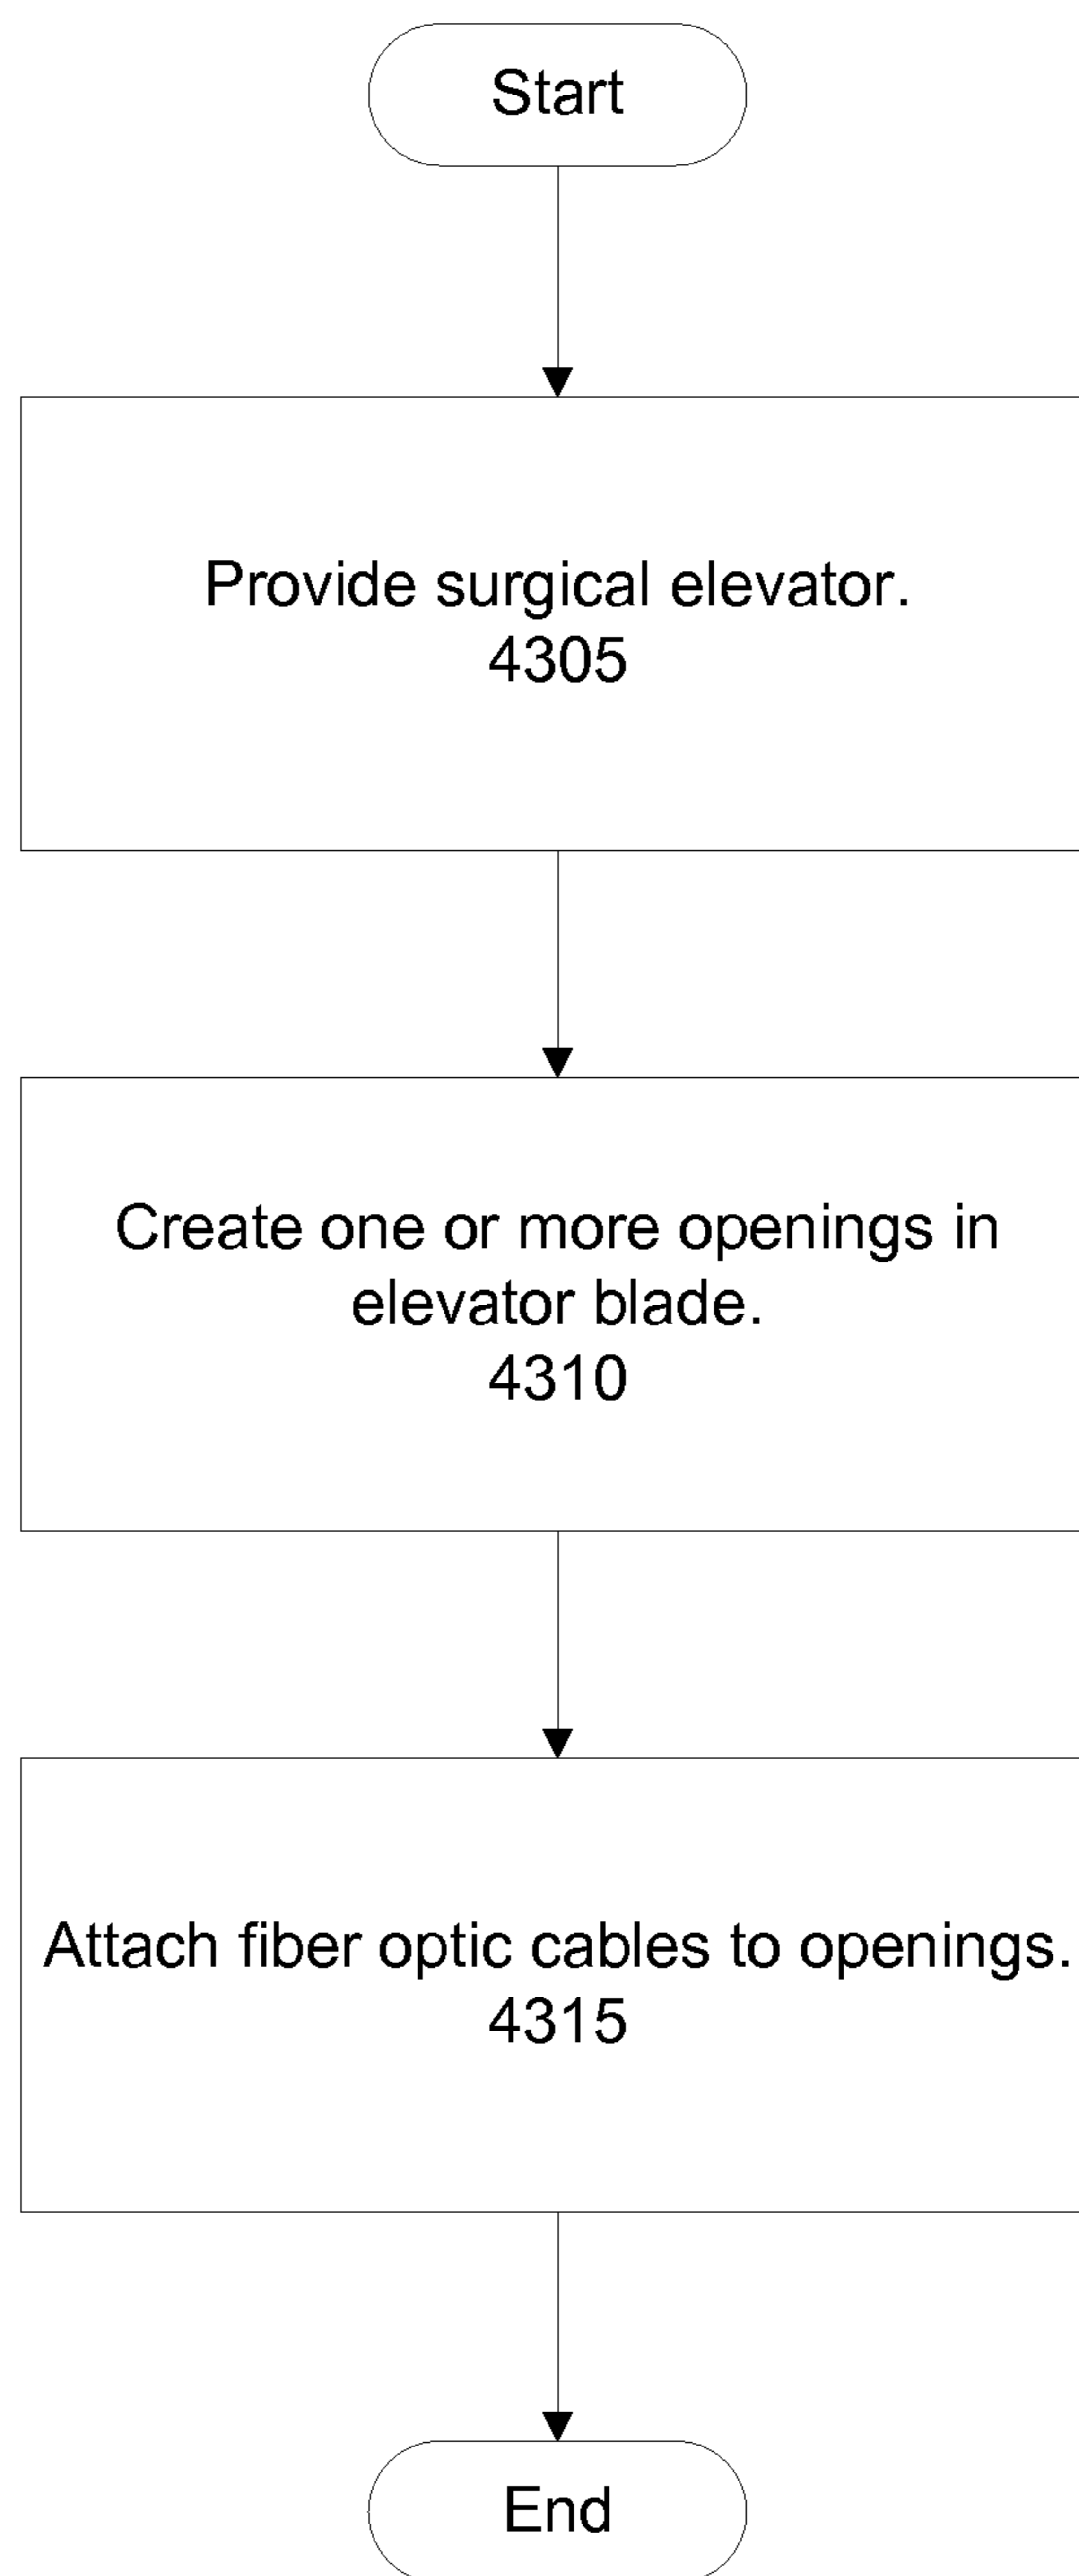 Start
Provide surgical elevator.
4305
Create one or more openings in
elevator blade.
4310
Attach fiber optic cables to openings.
4315
End